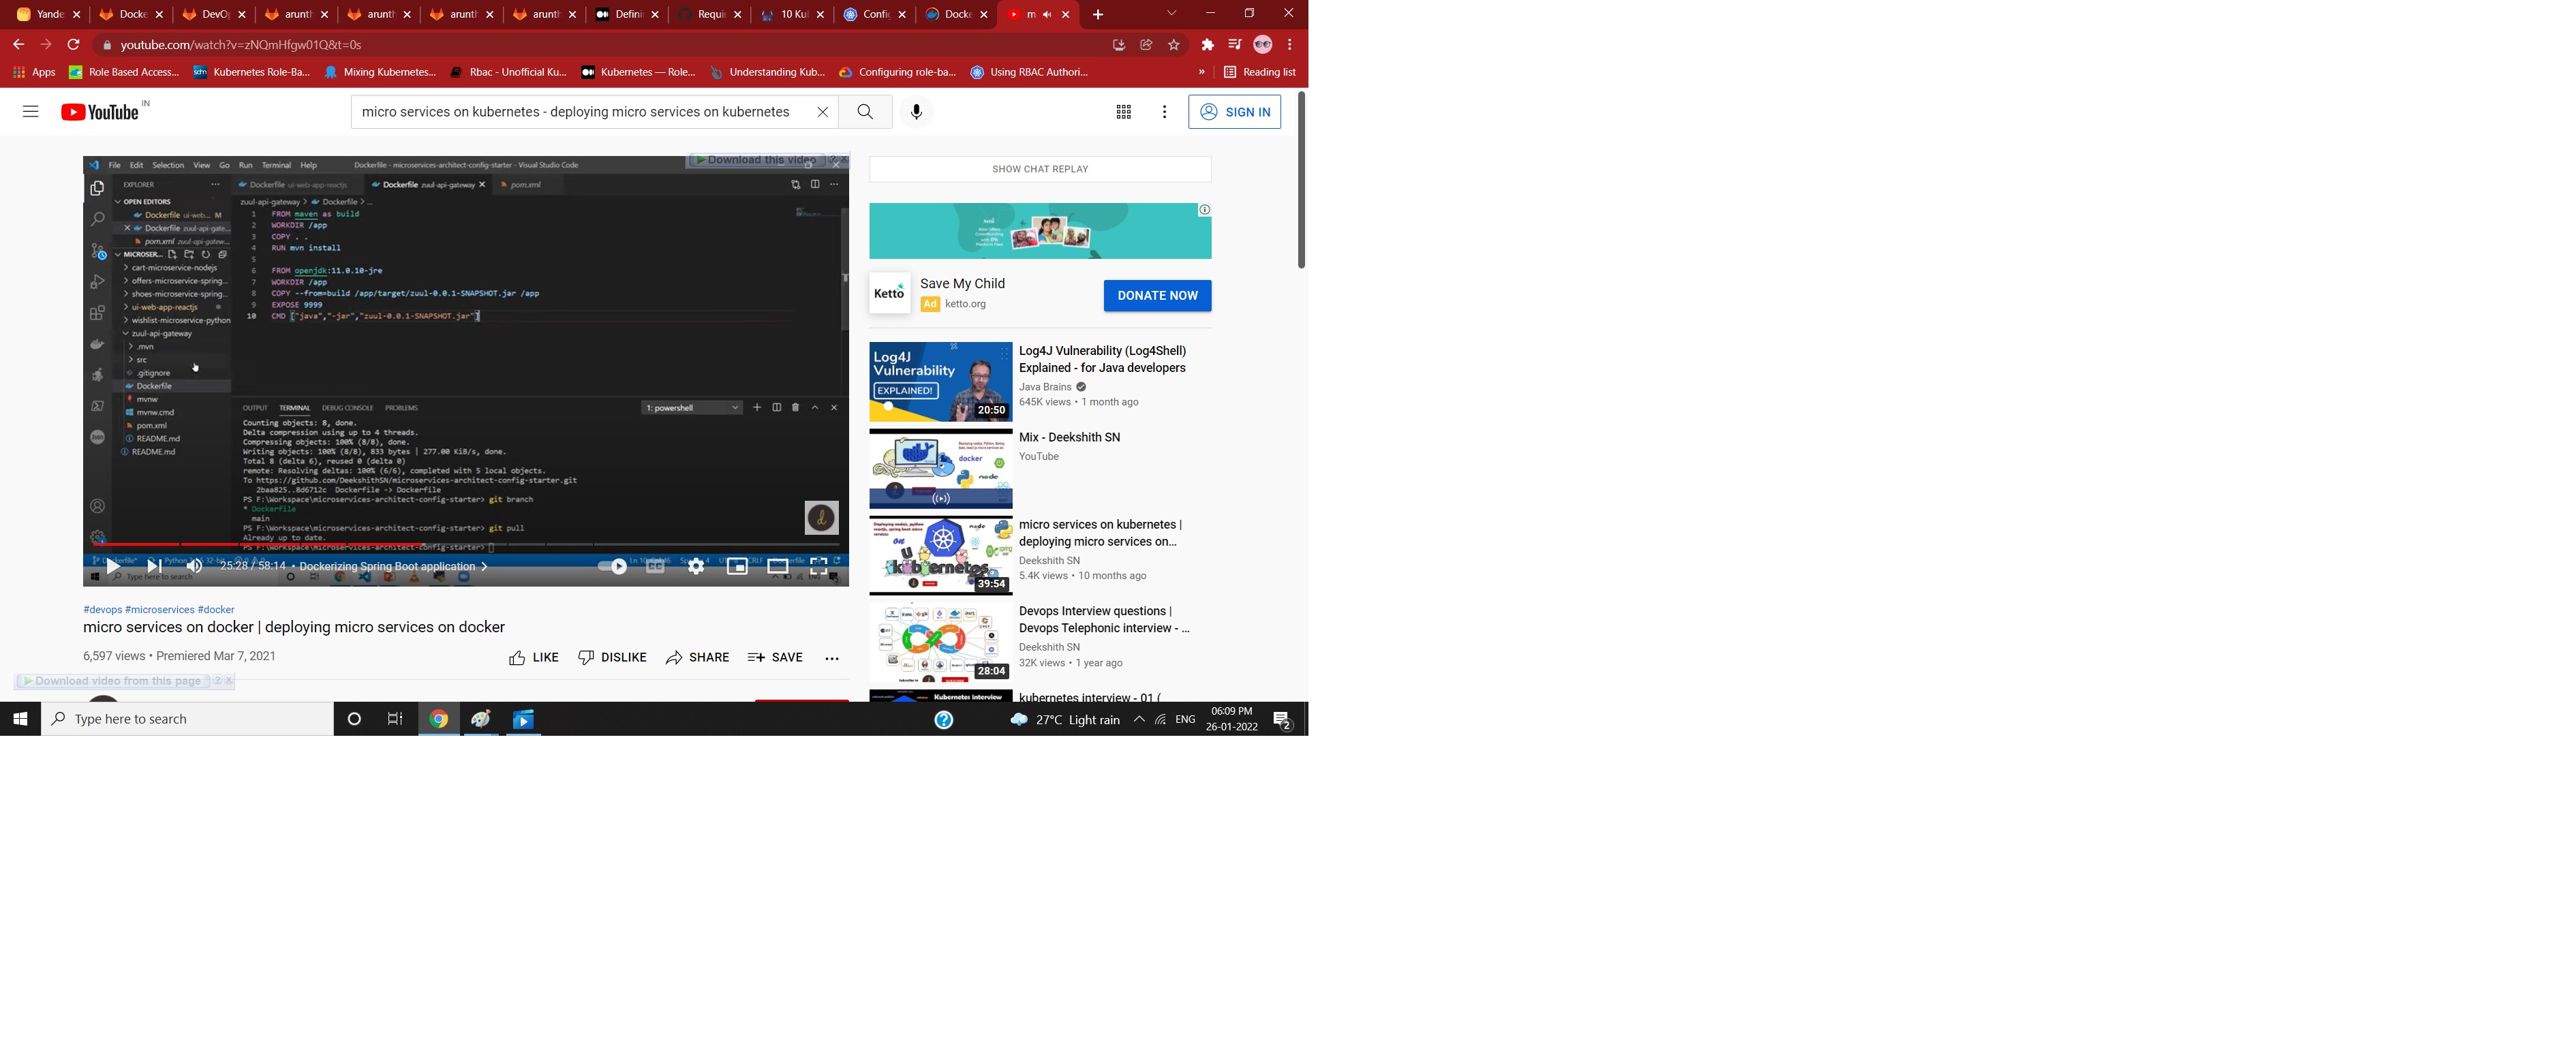 Yande
Docke
DevOp
arunth
arunth
arunth
arunth
Defini
Requi
10 Kul
Config
Docke
m
youtube.com/watch?v=zNQmHfgw01Q&t=0s
Apps
Role Based Access...
Kubernetes Role-Ba...
Mixing Kubernetes...
Rbac - Unofficial Ku...
Kubernetes — Role...
Understanding Kub...
Configuring role-ba...
Using RBAC Authori...
»
Reading list
YouTube IN
micro services on kubernetes - deploying micro services on kubernetes
SIGN IN
File Edit Selection View Go Run Terminal Help
Dockerfile - microservices-architect-config-starter - Visual Studio Code
Download this video
EXPLORER
Dockerfile ui-web-app-reactjs
Dockerfile zuul-api-gateway
pom.xml
OPEN EDITORS
Dockerfile ui-web... M
Dockerfile zuul-api-gate...
pom.xml zuul-api-gatew...
MICROSER...
cart-microservice-nodejs
offers-microservice-spring...
shoes-microservice-spring...
ui-web-app-reactjs
wishlist-microservice-python
zuul-api-gateway
.mvn
src
.gitignore
Dockerfile
mvnw
mvnw.cmd
pom.xml
README.md
README.md
zuul-api-gateway > Dockerfile > ...
1 FROM maven as build
2 WORKDIR /app
3 COPY . .
4 RUN mvn install
5
6 FROM openjdk:11.0.10-jre
7 WORKDIR /app
8 COPY --from=build /app/target/zuul-0.0.1-SNAPSHOT.jar /app
9 EXPOSE 9999
10 CMD ["java","-jar","zuul-0.0.1-SNAPSHOT.jar"]
OUTPUT TERMINAL DEBUG CONSOLE PROBLEMS
1: powershell
Counting objects: 8, done.
Delta compression using up to 4 threads.
Compressing objects: 100% (8/8), done.
Writing objects: 100% (8/8), 833 bytes | 277.00 KiB/s, done.
Total 8 (delta 6), reused 0 (delta 0)
remote: Resolving deltas: 100% (6/6), completed with 5 local objects.
To https://github.com/DeekshithSN/microservices-architect-config-starter.git
2baa825..8d6712c Dockerfile -> Dockerfile
PS F:\Workspace\microservices-architect-config-starter> git branch
* Dockerfile
main
PS F:\Workspace\microservices-architect-config-starter> git pull
Already up to date.
PS F:\Workspace\microservices-architect-config-starter>
25:28 / 58:14 • Dockerizing Spring Boot application >
#devops #microservices #docker
micro services on docker | deploying micro services on docker
6,597 views • Premiered Mar 7, 2021
LIKE
DISLIKE
SHARE
SAVE
Download video from this page
SHOW CHAT REPLAY
Ketto
Save My Child
Ad ketto.org
DONATE NOW
Log4J
Vulnerability
EXPLAINED!
20:50
Log4J Vulnerability (Log4Shell)
Explained - for Java developers
Java Brains
645K views • 1 month ago
docker
node
Mix - Deekshith SN
YouTube
on
kubernetes
39:54
micro services on kubernetes |
deploying micro services on...
Deekshith SN
5.4K views • 10 months ago
28:04
Devops Interview questions |
Devops Telephonic interview - ...
Deekshith SN
32K views • 1 year ago
Kubernetes interview
kubernetes interview - 01 (
Type here to search
27°C Light rain
ENG
06:09 PM
26-01-2022
2